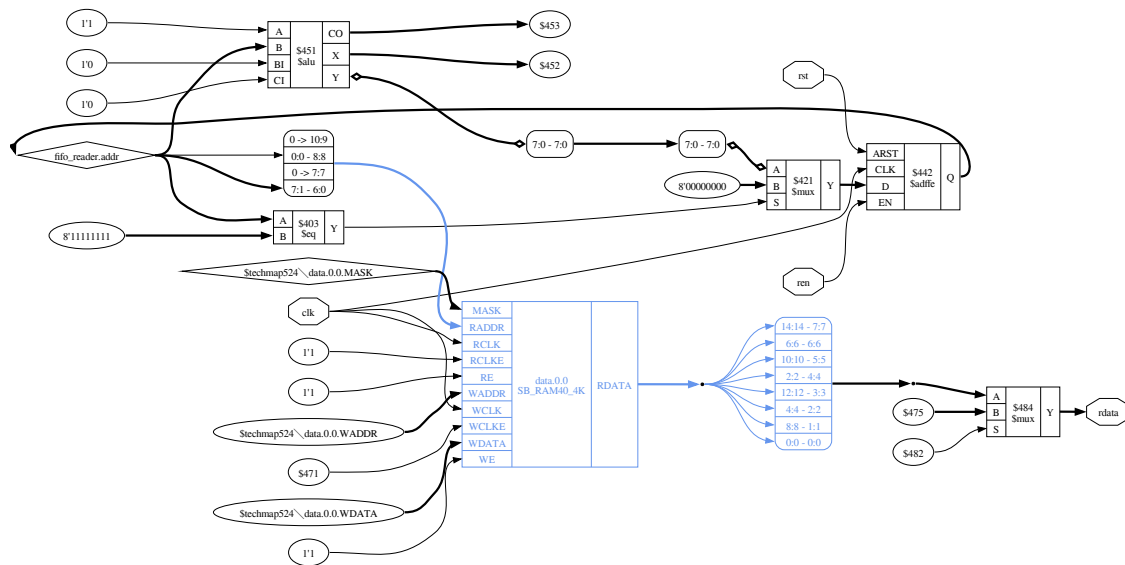 1'1
1'0
1'0
A
B
BI
CI
$451
$alu
CO
X
Y
$453
$452
fifo_reader.addr
0 -> 10:9
0:0 - 8:8
0 -> 7:7
7:1 - 6:0
7:0 - 7:0
7:0 - 7:0
rst
8'00000000
A
B
S
$421
$mux
Y
ARST
CLK
D
EN
$442
$adffe
Q
8'11111111
A
B
$403
$eq
Y
ren
$techmap524\data.0.0.MASK
clk
1'1
1'1
$techmap524\data.0.0.WADDR
$471
$techmap524\data.0.0.WDATA
1'1
MASK
RADDR
RCLK
RCLKE
RE
WADDR
WCLK
WCLKE
WDATA
WE
data.0.0
SB_RAM40_4K
RDATA
14:14 - 7:7
6:6 - 6:6
10:10 - 5:5
2:2 - 4:4
12:12 - 3:3
4:4 - 2:2
8:8 - 1:1
0:0 - 0:0
$475
$482
A
B
S
$484
$mux
Y
rdata